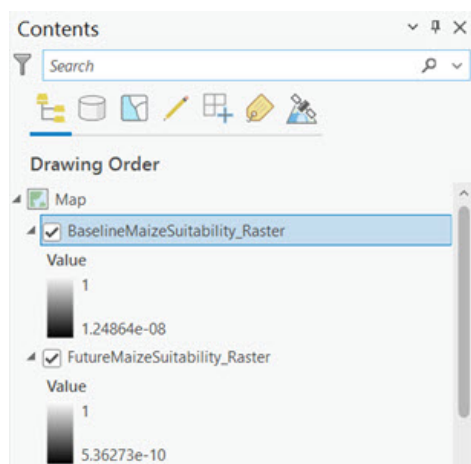 Contents
Search
Drawing Order
Map
BaselineMaizeSuitability_Raster
Value
1
1.24864e-08
FutureMaizeSuitability_Raster
Value
1
5.36273e-10